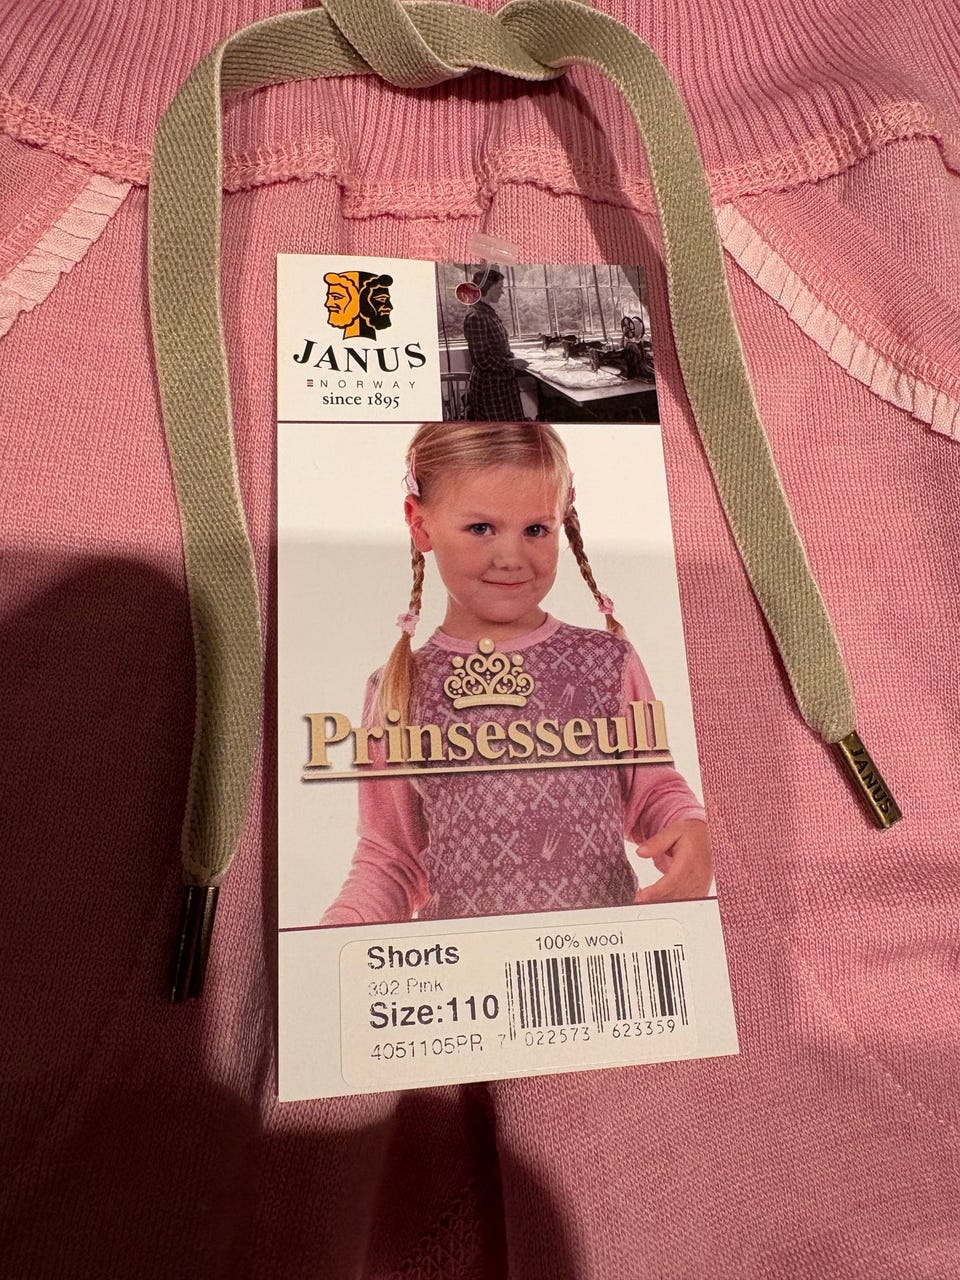 JANUS
NORWAY
since 1895
Prinsesseull
Shorts
100% wool
302 Pink
Size:110
4051105PR
7 022573 623359
JANUS